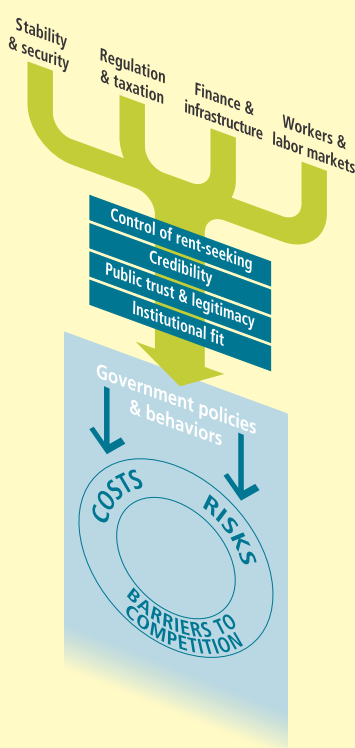 Stability
& security
Regulation
& taxation
Finance &
infrastructure
Workers &
labor markets
Control of rent-seeking
Credibility
Public trust & legitimacy
Institutional fit
Government policies
& behaviors
COSTS
RISKS
BARRIERS TO
COMPETITION